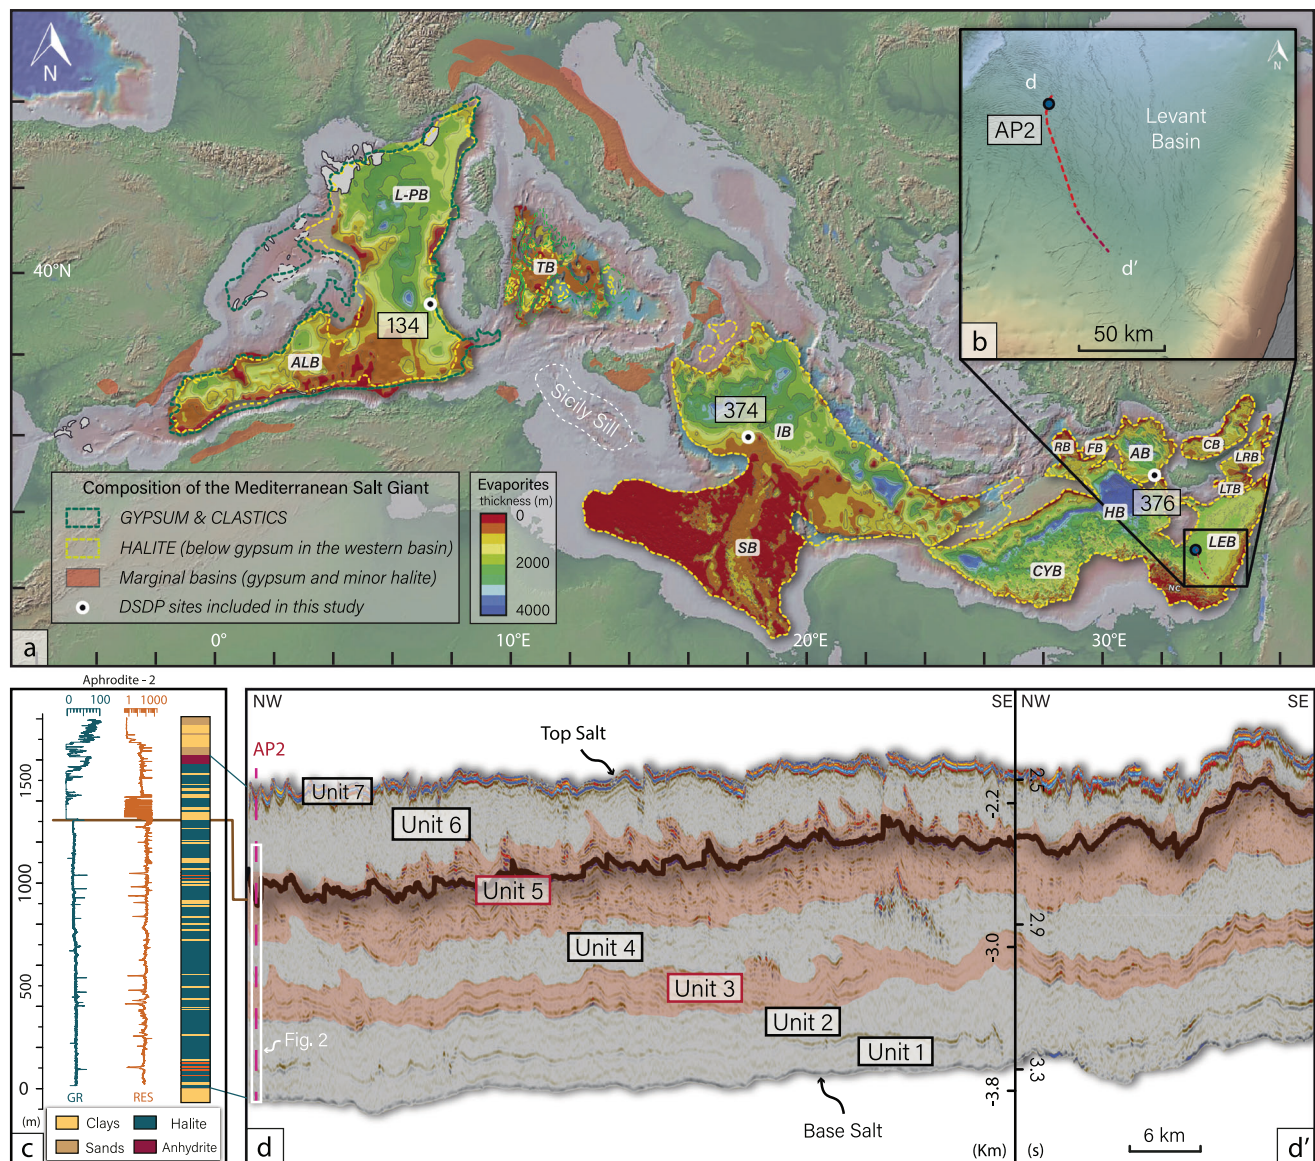 N
40°N
L-PB
TB
134
ALB
Sicily Sill
374
IB
SB
RB
FB
AB
CB
LRB
LTB
376
HB
LEB
CYB
NC
Composition of the Mediterranean Salt Giant
GYPSUM & CLASTICS
HALITE (below gypsum in the western basin)
Marginal basins (gypsum and minor halite)
DSDP sites included in this study
Evaporites
thickness (m)
0
2000
4000
a
0°
10°E
20°E
30°E
N
d
AP2
Levant
Basin
d'
b
50 km
Aphrodite - 2
0 100
1 1000
1500
1000
500
0
(m)
GR
RES
Clays
Halite
Sands
Anhydrite
c
NW
SE
AP2
Top Salt
Unit 7
Unit 6
Unit 5
Unit 4
Unit 3
Unit 2
Unit 1
Fig. 2
Base Salt
-2.2
-3.0
-3.8
(Km)
d
NW
SE
2.5
2.9
3.3
(s)
6 km
d'